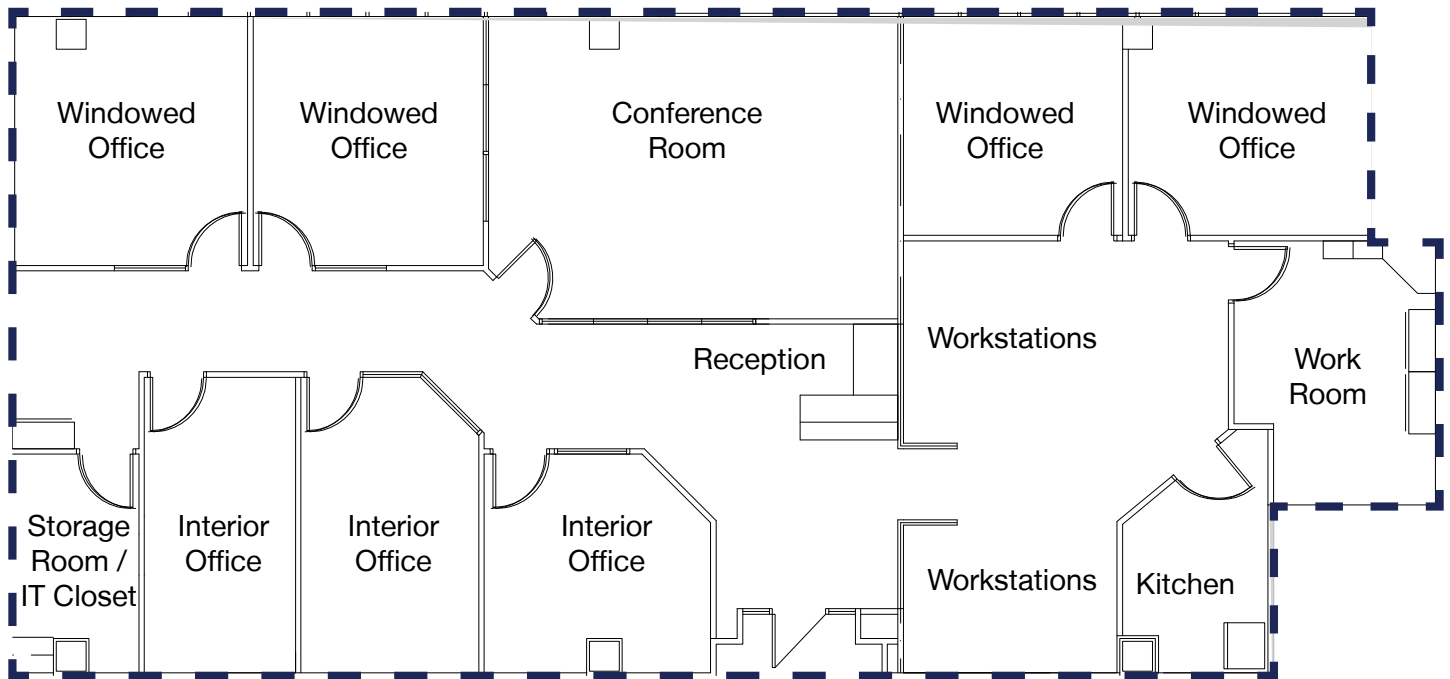 Windowed
Office
Windowed
Office
Conference
Room
Windowed
Office
Windowed
Office
Reception
Workstations
Work
Room
Storage
Room /
IT Closet
Interior
Office
Interior
Office
Interior
Office
Workstations
Kitchen